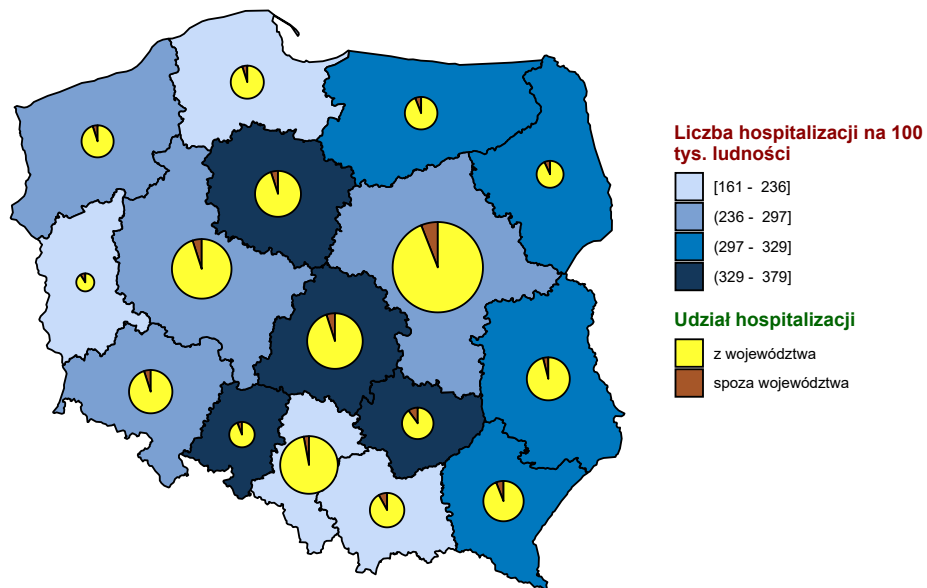 Liczba hospitalizacji na 100
tys. ludności
[161 - 236]
(236 - 297]
(297 - 329]
(329 - 379]
Udział hospitalizacji
z województwa
spoza województwa